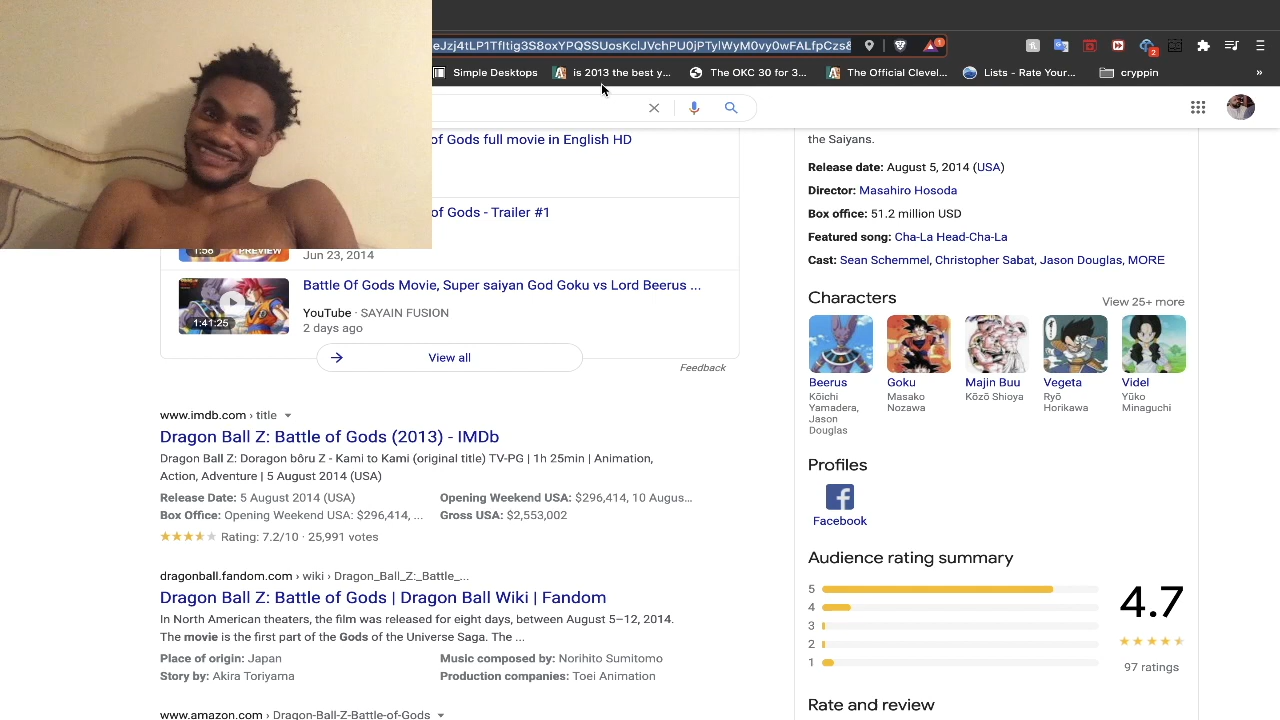 eJzj4tLP1TfItig3S8oxYPQSSUosKclJVchPU0jPTylWyM0vy0wFALfpCzs&
1
2
Simple Desktops
is 2013 the best y...
The OKC 30 for 3...
The Official Clevel...
Lists - Rate Your...
cryppin
»
of Gods full movie in English HD
of Gods - Trailer #1
1:58
PREVIEW
Jun 23, 2014
1:41:25
Battle Of Gods Movie, Super saiyan God Goku vs Lord Beerus ...
YouTube · SAYAIN FUSION
2 days ago
View all
Feedback
www.imdb.com › title
Dragon Ball Z: Battle of Gods (2013) - IMDb
Dragon Ball Z: Doragon bôru Z - Kami to Kami (original title) TV-PG | 1h 25min | Animation,
Action, Adventure | 5 August 2014 (USA)
Release Date: 5 August 2014 (USA)
Opening Weekend USA: $296,414, 10 Augus...
Box Office: Opening Weekend USA: $296,414, ...
Gross USA: $2,553,002
Rating: 7.2/10 · 25,991 votes
dragonball.fandom.com › wiki › Dragon_Ball_Z:_Battle_...
Dragon Ball Z: Battle of Gods | Dragon Ball Wiki | Fandom
In North American theaters, the film was released for eight days, between August 5–12, 2014.
The movie is the first part of the Gods of the Universe Saga. The ...
Place of origin: Japan
Music composed by: Norihito Sumitomo
Story by: Akira Toriyama
Production companies: Toei Animation
www.amazon.com › Dragon-Ball-Z-Battle-of-Gods
the Saiyans.
Release date: August 5, 2014 (USA)
Director: Masahiro Hosoda
Box office: 51.2 million USD
Featured song: Cha-La Head-Cha-La
Cast: Sean Schemmel, Christopher Sabat, Jason Douglas, MORE
Characters
View 25+ more
Beerus
Kōichi
Yamadera,
Jason
Douglas
Goku
Masako
Nozawa
Majin Buu
Kōzō Shioya
Vegeta
Ryō
Horikawa
Videl
Yūko
Minaguchi
Profiles
Facebook
Audience rating summary
5
4
3
2
1
4.7
97 ratings
Rate and review